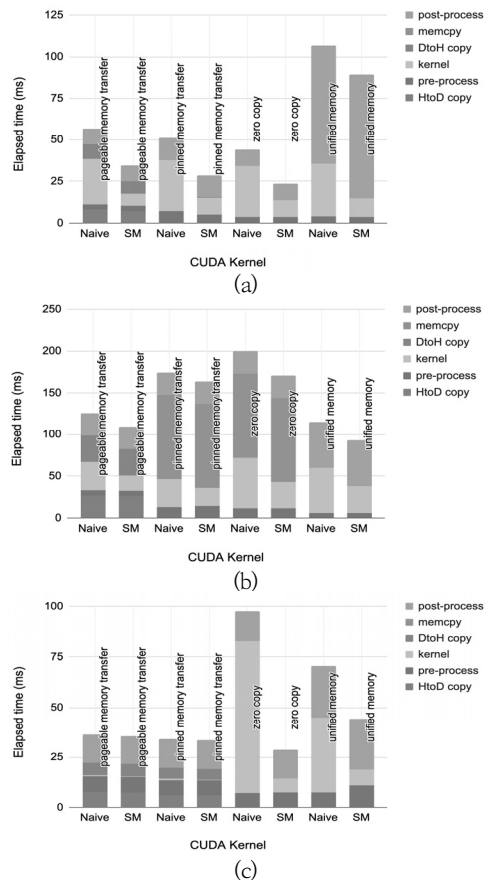 125
100
75
50
25
0
Elapsed time (ms)
pageable memory transfer
pageable memory transfer
pinned memory transfer
pinned memory transfer
zero copy
zero copy
unified memory
unified memory
Naive SM Naive SM Naive SM Naive SM
CUDA Kernel
post-process
memcpy
DtoH copy
kernel
pre-process
HtoD copy
(a)
250
200
150
100
50
0
Elapsed time (ms)
pageable memory transfer
pageable memory transfer
pinned memory transfer
pinned memory transfer
zero copy
zero copy
unified memory
unified memory
Naive SM Naive SM Naive SM Naive SM
CUDA Kernel
post-process
memcpy
DtoH copy
kernel
pre-process
HtoD copy
(b)
100
75
50
25
0
Elapsed time (ms)
pageable memory transfer
pageable memory transfer
pinned memory transfer
pinned memory transfer
zero copy
zero copy
unified memory
unified memory
Naive SM Naive SM Naive SM Naive SM
CUDA Kernel
post-process
memcpy
DtoH copy
kernel
pre-process
HtoD copy
(c)